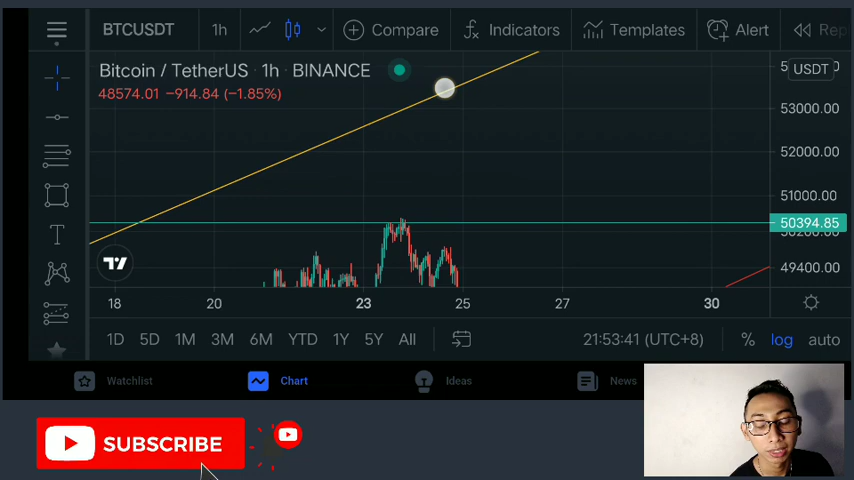 BTCUSDT 1h Compare Indicators Templates Alert Rep
Bitcoin / TetherUS · 1h · BINANCE
48574.01 −914.84 (−1.85%)
USDT
53000.00
52000.00
51000.00
50394.85
49400.00
T
18 20 23 25 27 30
1D 5D 1M 3M 6M YTD 1Y 5Y All 21:53:41 (UTC+8) % log auto
Watchlist Chart Ideas News
SUBSCRIBE